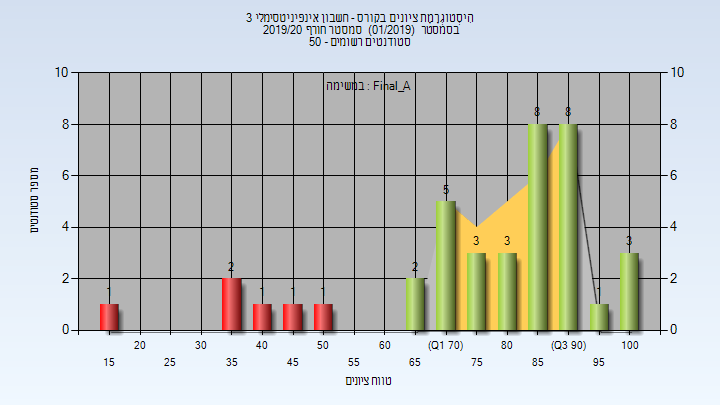 היסטוגרמת ציונים בקורס - חשבון אינפיניטסימלי 3
בסמסטר (01/2019) סמסטר חורף 2019/20
סטודנטים רשומים - 50
במשימה : Final_A
10 10
8 8
6 6
4 4
2 2
0 0
1 2 1 1 1 2 5 3 3 8 8 1 3
מספר סטודנטים
20 30 40 50 60 (Q1 70) 80 (Q3 90) 100
15 25 35 45 55 65 75 85 95
טווח ציונים